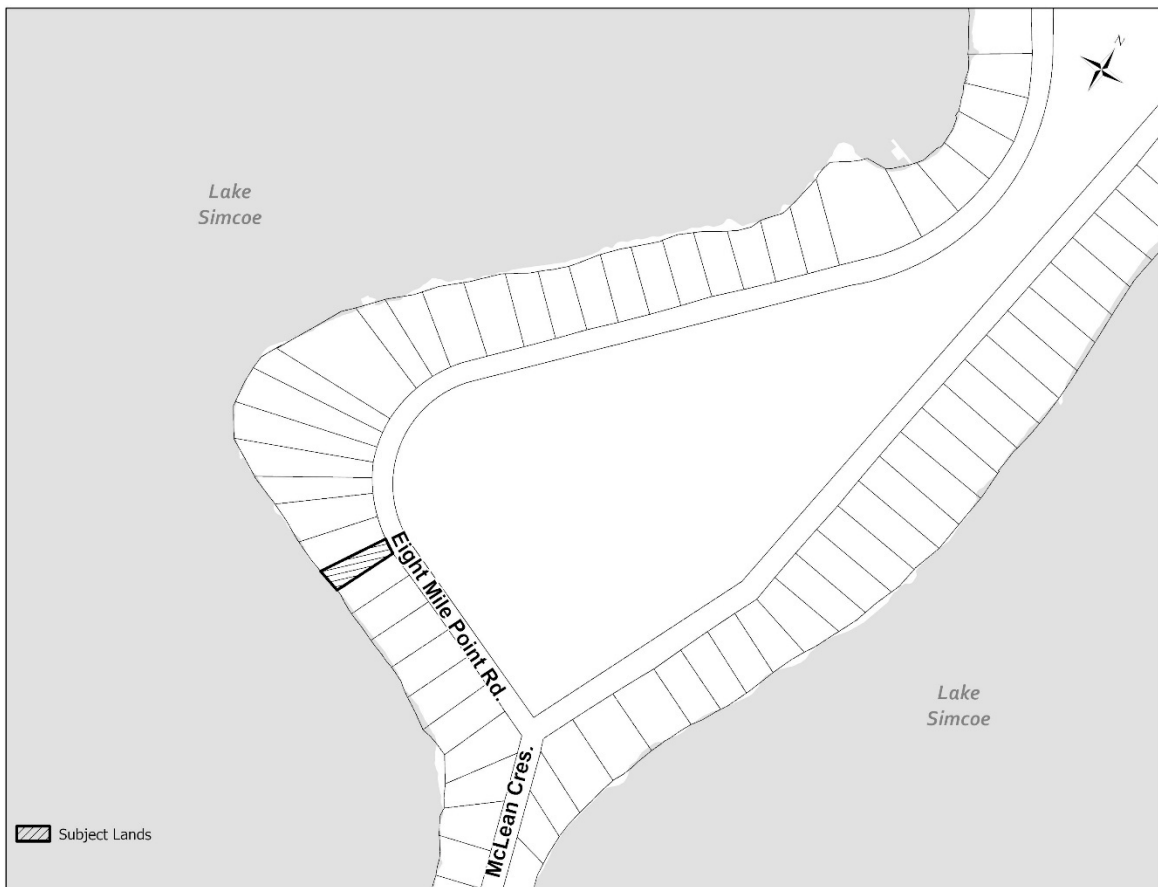 N
Lake
Simcoe
Eight Mile Point Rd.
Lake
Simcoe
McLean Cres.
Subject Lands